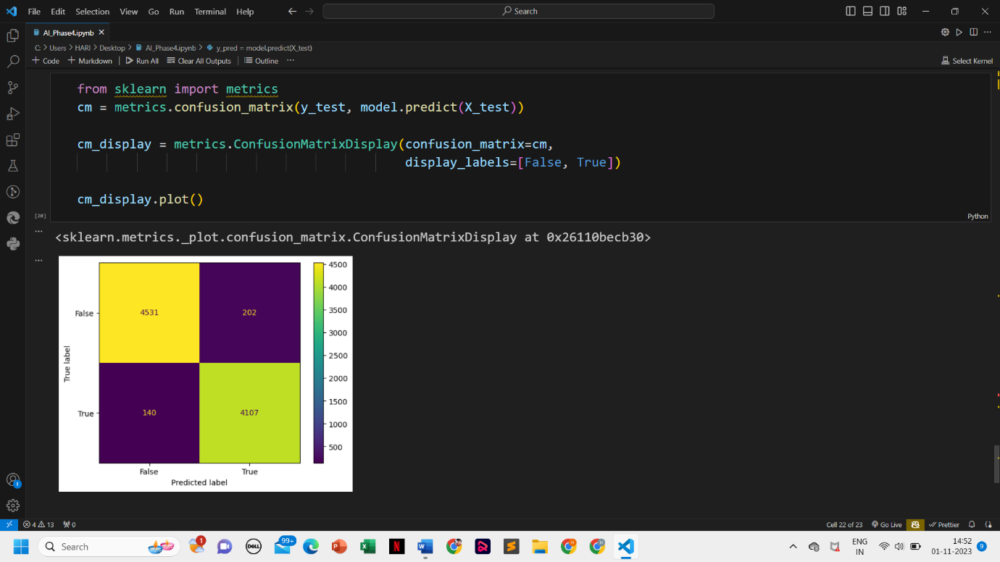 File Edit Selection View Go Run Terminal Help
Search
AI_Phase4.ipynb
C: > Users > HARI > Desktop > AI_Phase4.ipynb > y_pred = model.predict(X_test)
+ Code + Markdown | Run All Clear All Outputs | Outline ...
Select Kernel
from sklearn import metrics
cm = metrics.confusion_matrix(y_test, model.predict(X_test))
cm_display = metrics.ConfusionMatrixDisplay(confusion_matrix=cm,
display_labels=[False, True])
cm_display.plot()
[20]
Python
<sklearn.metrics._plot.confusion_matrix.ConfusionMatrixDisplay at 0x26110becb30>
4500
4000
3500
3000
2500
2000
1500
1000
500
False
4531
202
True label
True
140
4107
False True
Predicted label
1
4 13 0
Cell 22 of 23 Go Live Prettier
Search
1
DELL
99+
ENG
IN
14:52
01-11-2023
9